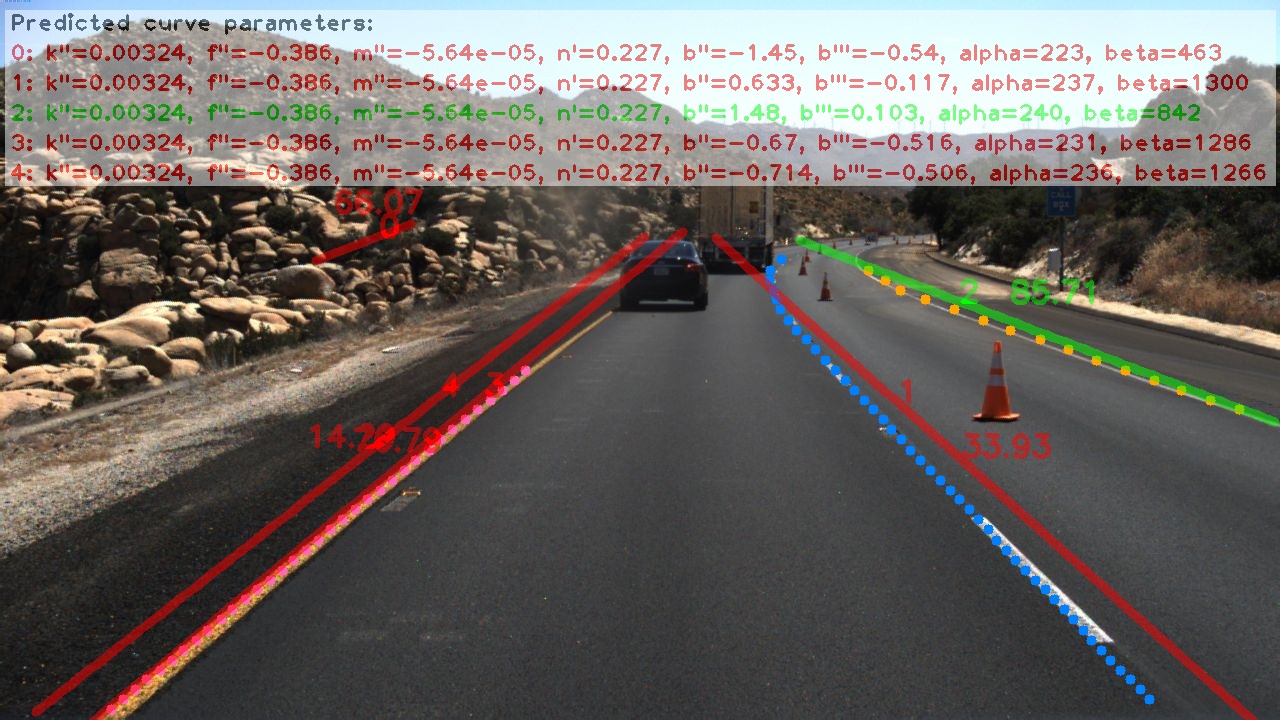 Predicted curve parameters:
0: k''=0.00324, f''=−0.386, m''=−5.64e−05, n'=0.227, b''=−1.45, b'''=−0.54, alpha=223, beta=463
1: k''=0.00324, f''=−0.386, m''=−5.64e−05, n'=0.227, b''=0.633, b'''=−0.117, alpha=237, beta=1300
2: k''=0.00324, f''=−0.386, m''=−5.64e−05, n'=0.227, b''=1.48, b'''=0.103, alpha=240, beta=842
3: k''=0.00324, f''=−0.386, m''=−5.64e−05, n'=0.227, b''=−0.67, b'''=−0.516, alpha=231, beta=1286
4: k''=0.00324, f''=−0.386, m''=−5.64e−05, n'=0.227, b''=−0.714, b'''=−0.506, alpha=236, beta=1266
CALL
BOX
0
2 85.71
4 3 1
33.93